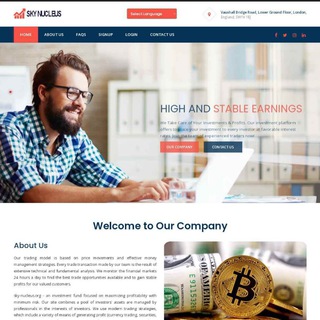 SKY NUCLEUS
Select Language
Vauxhall Bridge Road, Lower Ground Floor, London,
England, SW1V
HOME
ABOUT US
FAQS
SIGNUP
LOGIN
CONTACT US
HIGH AND STABLE EARNINGS
We Take Care of Your Investments & Profits. Our investment platform
offers
your investment to every investor
interest
rates. Join the team of experienced traders now!
OUR COMPANY
CONTACT US
Welcome to Our Company
About Us
Our trading model is based on price movements and effective money
management strategies. Every trade transaction made by our team is the result of
extensive technical and fundamental analysis. We monitor the financial markets
24 hours a day to find the best trade opportunities available and to gain stable
profits for our valued customers.
Sky-nucleus.org - an investment fund focused on maximizing profitability with
minimum risk. Our site combines a pool of investors' assets are managed by
professionals in the interests of investors. We use modern trading strategies,
which include a variety of means of generating profit (currency trading, securities,